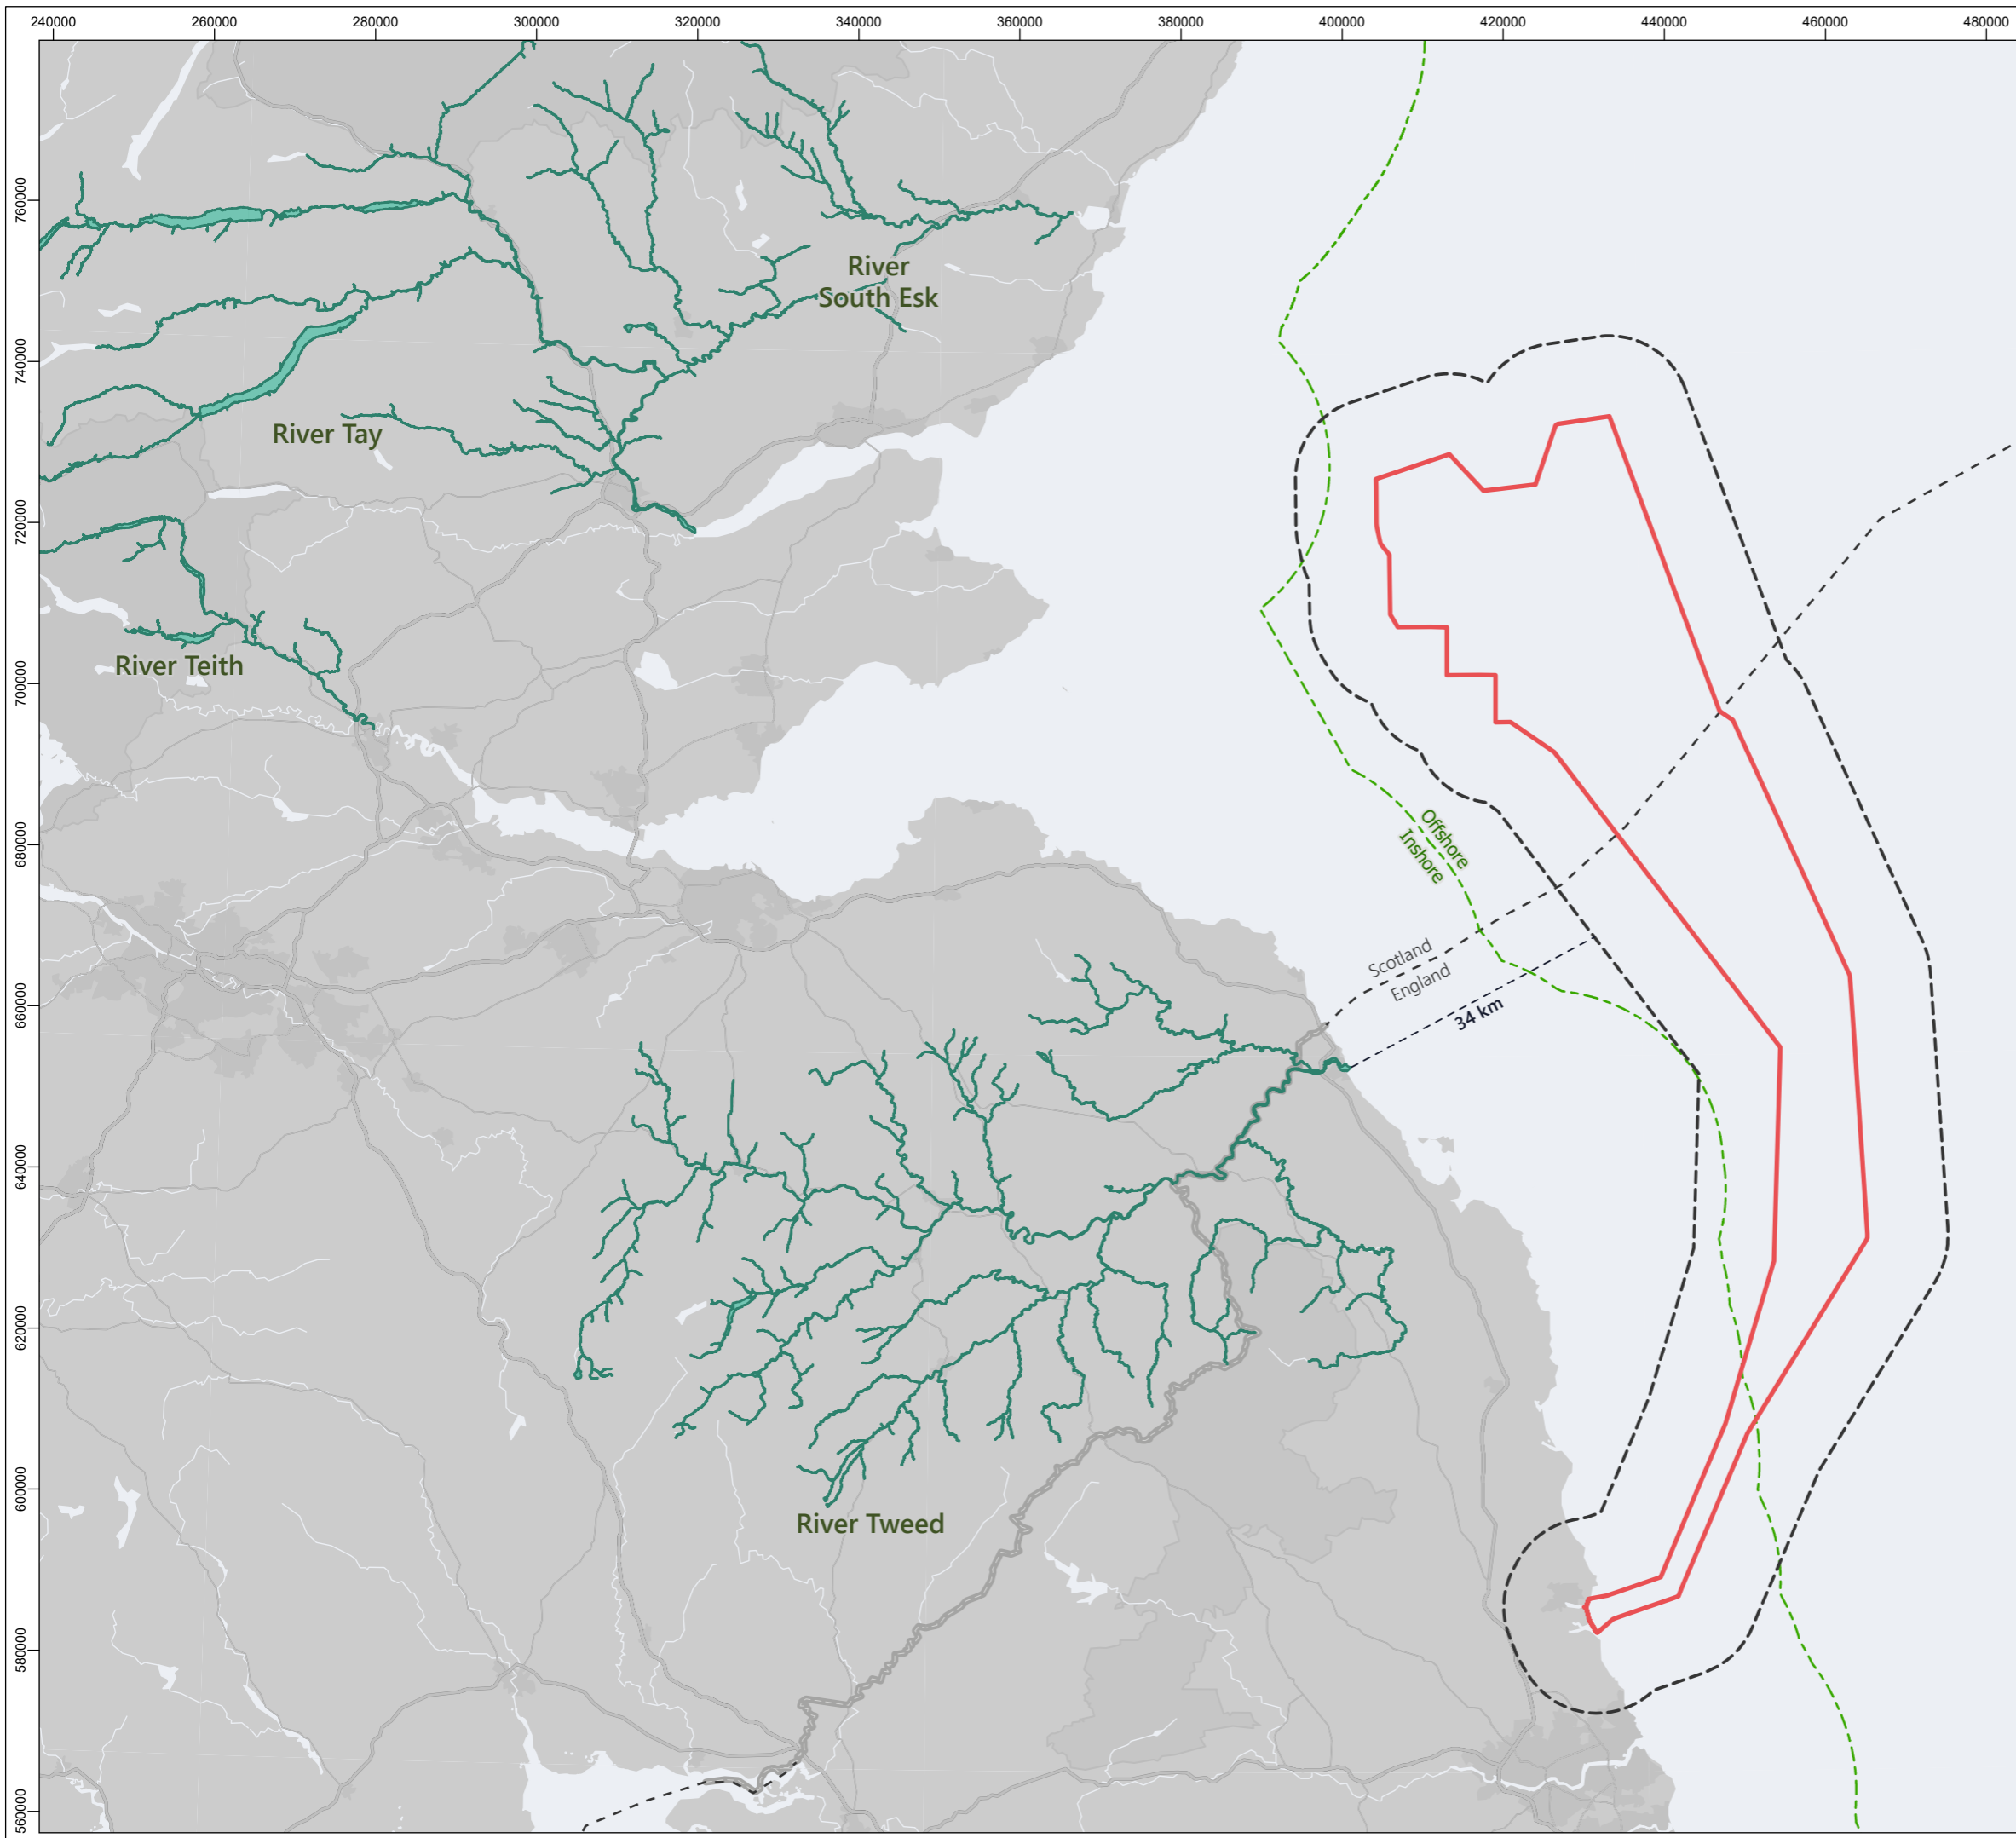 240000 260000 280000 300000 320000 340000 360000 380000 400000 420000 440000 460000 480000
760000
740000
720000
700000
680000
660000
640000
620000
600000
580000
560000
River
South Esk
River Tay
River Teith
Offshore
Inshore
Scotland
England
34 km
River Tweed